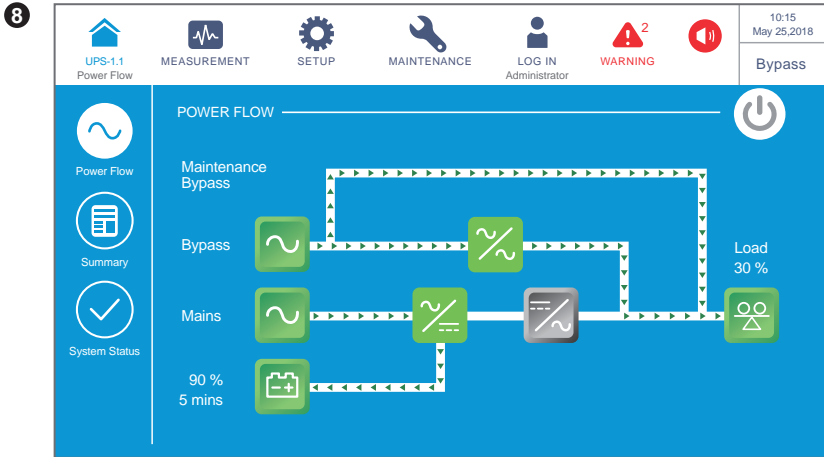 8
10:15
May 25,2018
Bypass
UPS-1.1
Power Flow
MEASUREMENT
SETUP
MAINTENANCE
LOG IN
Administrator
2
WARNING
POWER FLOW
Power Flow
Summary
System Status
Maintenance
Bypass
Bypass
Mains
90 %
5 mins
Load
30 %